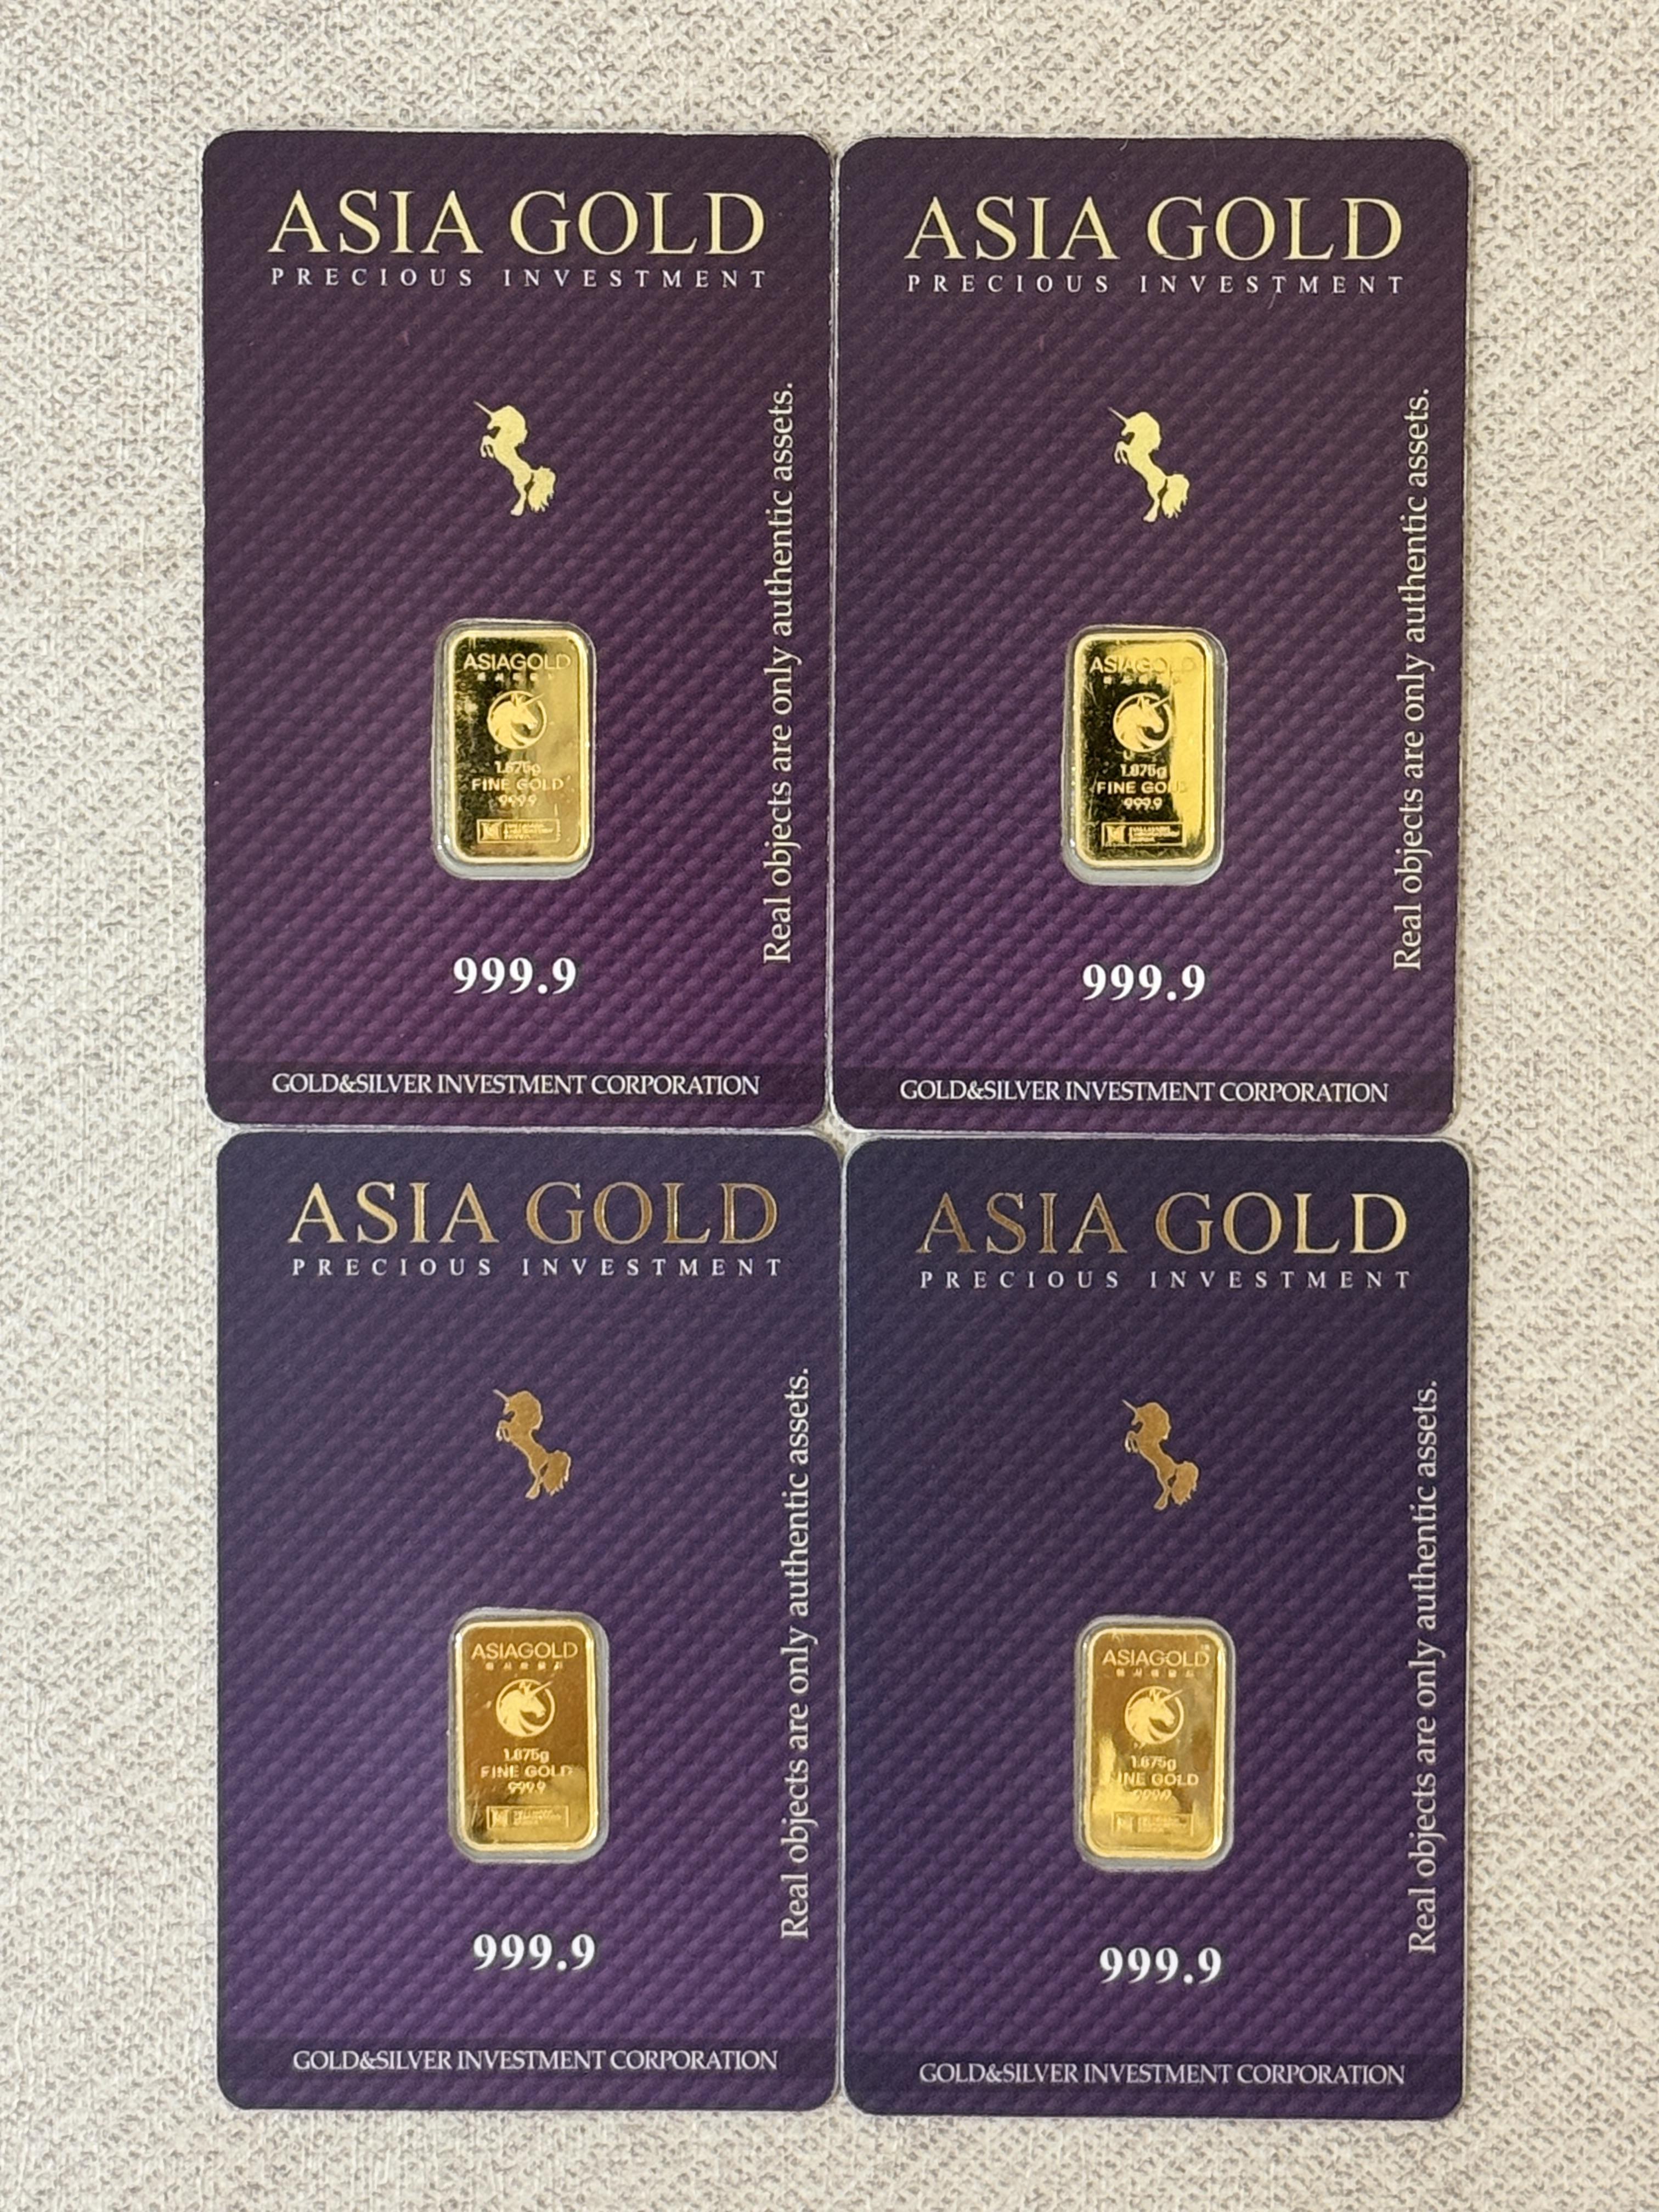 ASIA GOLD
PRECIOUS INVESTMENT
Real objects are only authentic assets.
ASIAGOLD
1.875g
FINE GOLD
999.9
999.9
GOLD&SILVER INVESTMENT CORPORATION
ASIA GOLD
PRECIOUS INVESTMENT
Real objects are only authentic assets.
ASIAGOLD
1.875g
FINE GOLD
999.9
999.9
GOLD&SILVER INVESTMENT CORPORATION
ASIA GOLD
PRECIOUS INVESTMENT
Real objects are only authentic assets.
ASIAGOLD
1.875g
FINE GOLD
999.9
999.9
GOLD&SILVER INVESTMENT CORPORATION
ASIA GOLD
PRECIOUS INVESTMENT
Real objects are only authentic assets.
ASIAGOLD
1.875g
FINE GOLD
999.9
999.9
GOLD&SILVER INVESTMENT CORPORATION